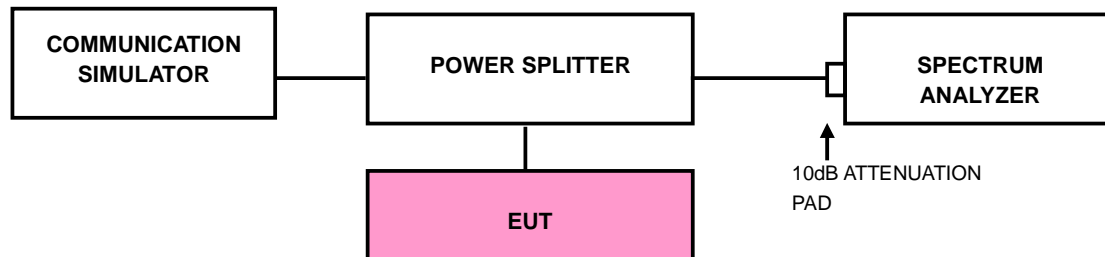 COMMUNICATION
SIMULATOR
POWER SPLITTER
SPECTRUM
ANALYZER
10dB ATTENUATION
PAD
EUT